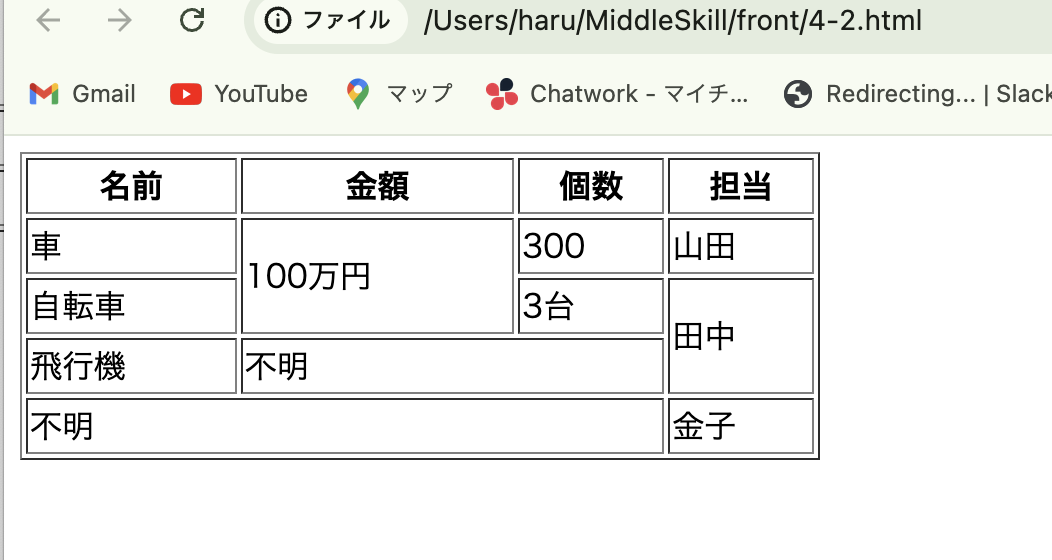 ファイル /Users/haru/MiddleSkill/front/4-2.html
Gmail YouTube マップ Chatwork - マイチ... Redirecting... | Slack
名前 金額 個数 担当
車 100万円 300 山田
自転車 3台 田中
飛行機 不明
不明 金子